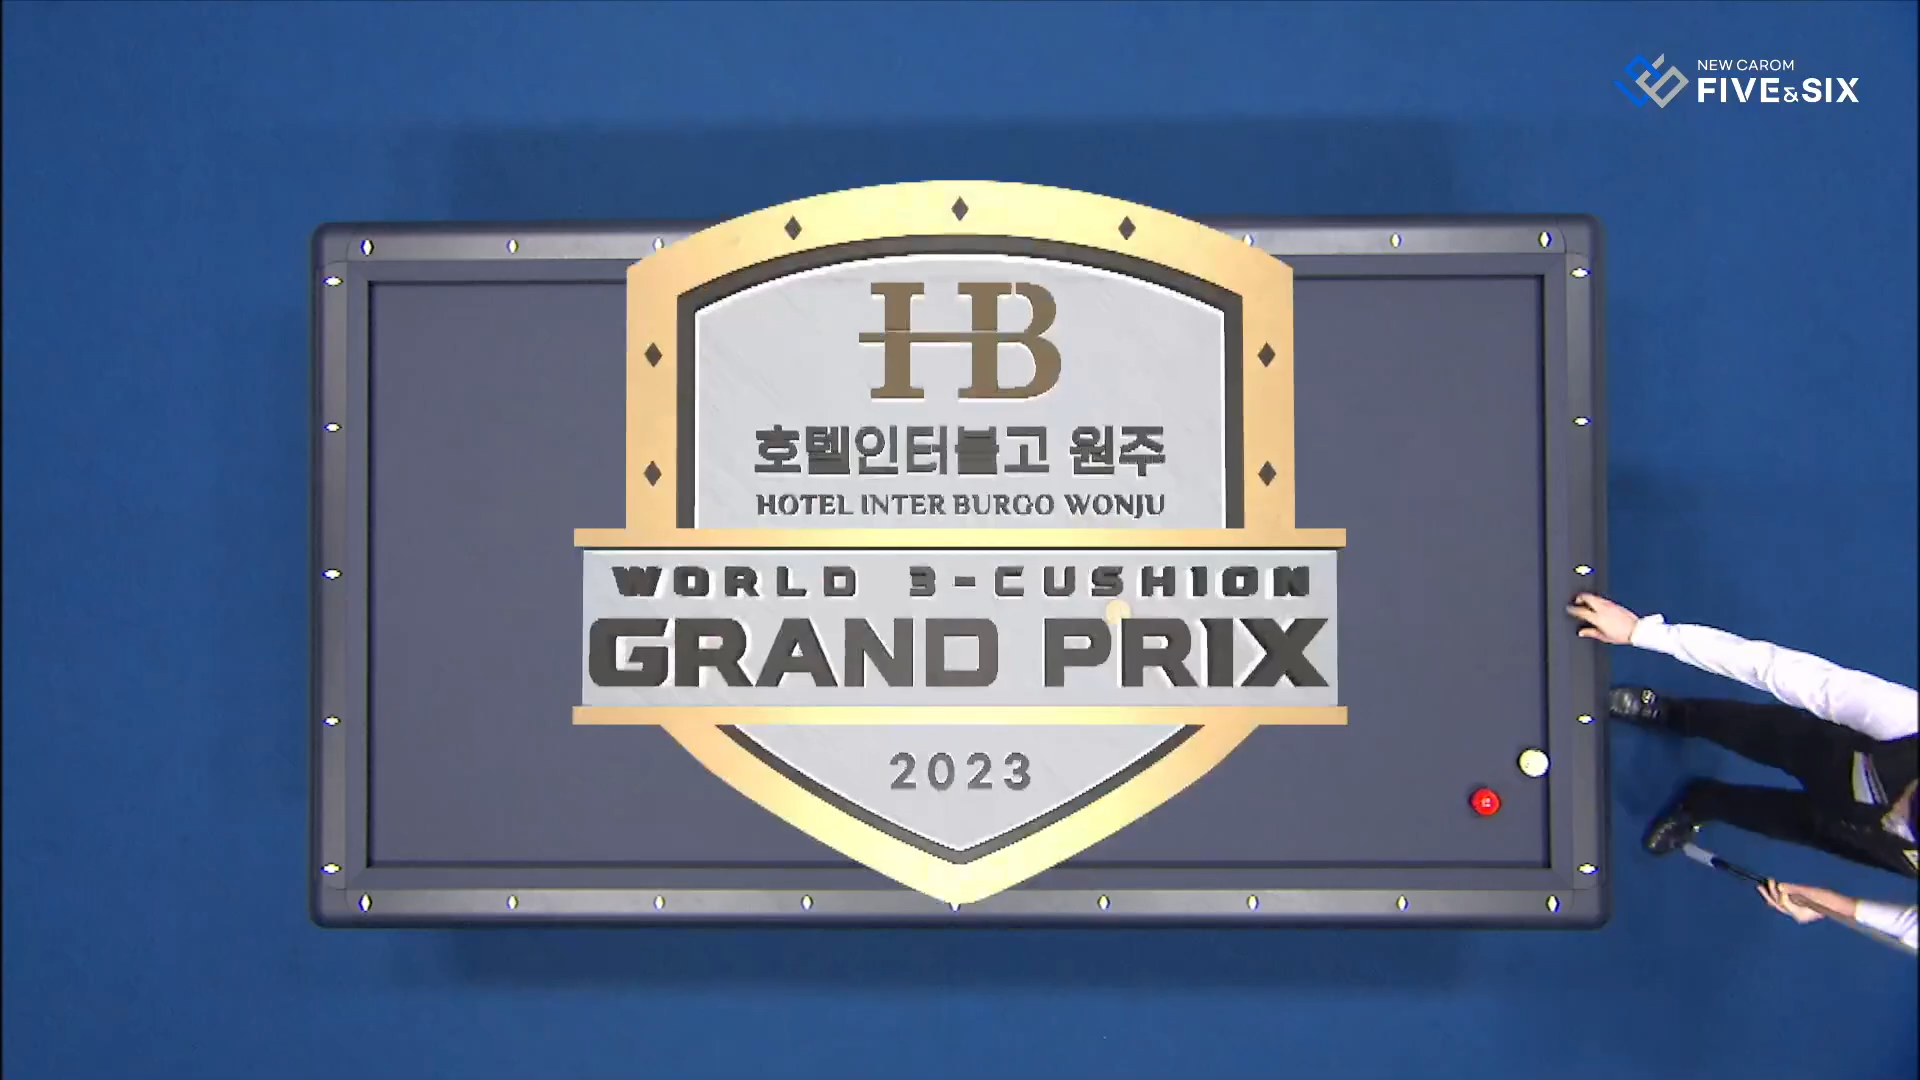 NEW CAROM
FIVE&SIX
HB
호텔인터불고 원주
HOTEL INTER BURGO WONJU
WORLD 3-CUSHION
GRAND PRIX
2023